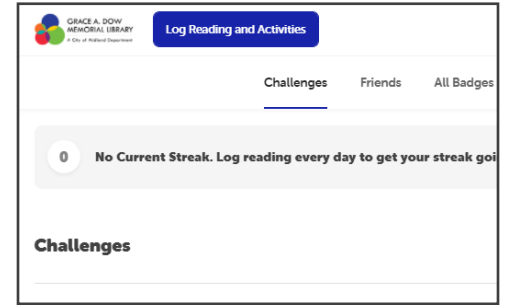 GRACE A. DOW
MEMORIAL LIBRARY
A City of Midland Department
Log Reading and Activities
Challenges Friends All Badges
0 No Current Streak. Log reading every day to get your streak goi
Challenges